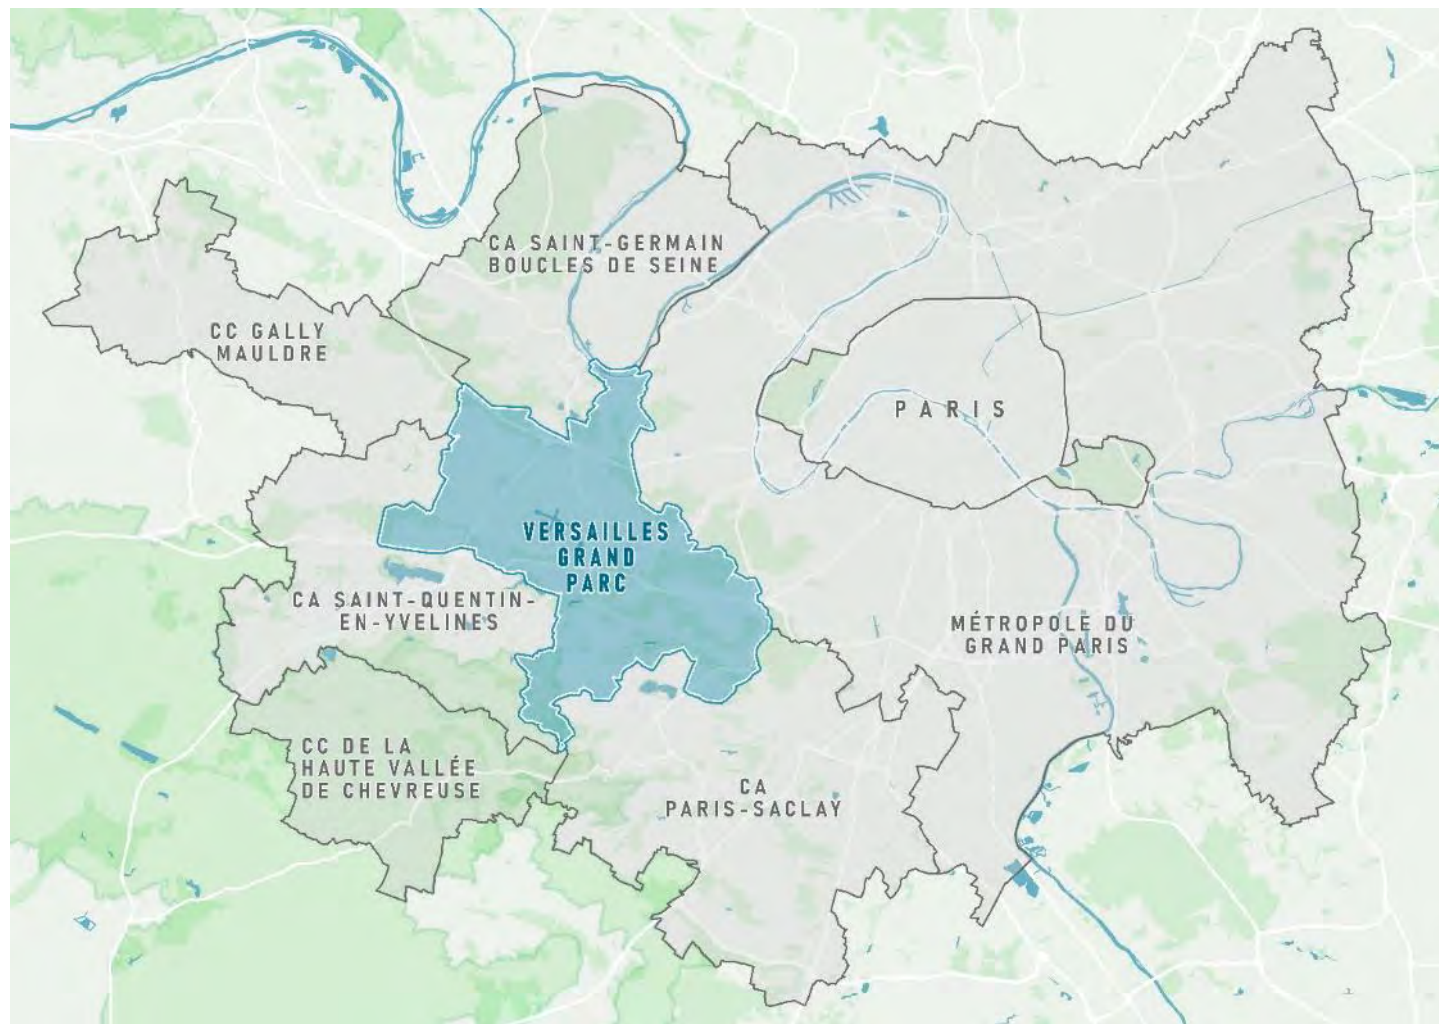 CA SAINT-GERMAIN
BOUCLES DE SEINE
CC GALLY
MAULDRE
PARIS
VERSAILLES
GRAND
PARC
CA SAINT-QUENTIN-
EN-YVELINES
MÉTROPOLE DU
GRAND PARIS
CC DE LA
HAUTE VALLÉE
DE CHEVREUSE
CA
PARIS-SACLAY